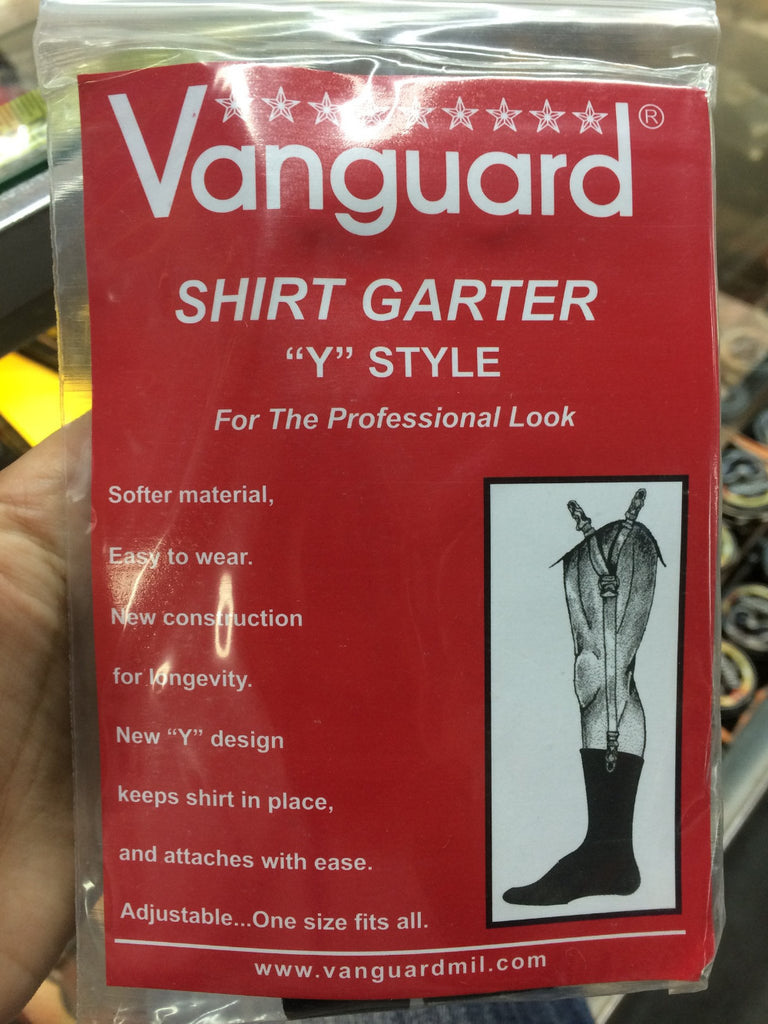 Vanguard®
SHIRT GARTER
“Y” STYLE
For The Professional Look
Softer material,
Easy to wear.
New construction
for longevity.
New “Y” design
keeps shirt in place,
and attaches with ease.
Adjustable...One size fits all.
www.vanguardmil.com